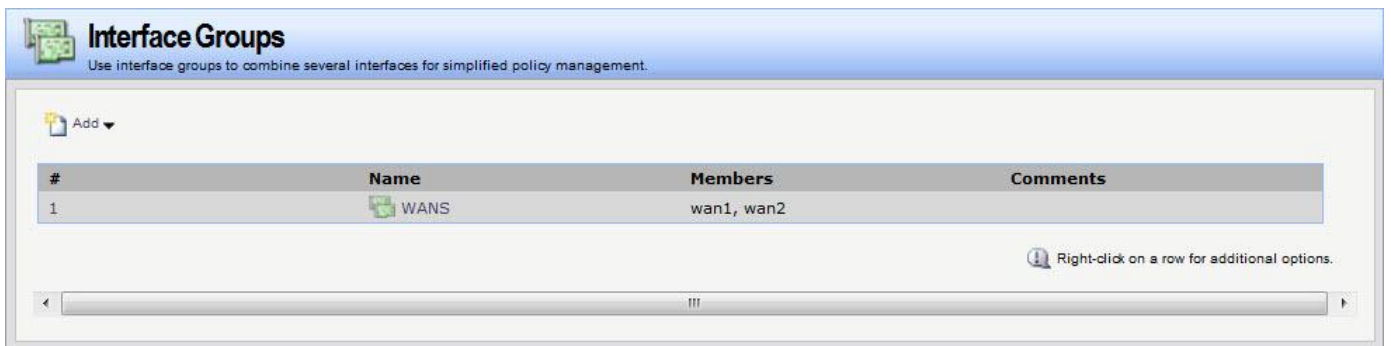 Interface Groups
Use interface groups to combine several interfaces for simplified policy management.
Add
# Name Members Comments
1 WANS wan1, wan2
Right-click on a row for additional options.